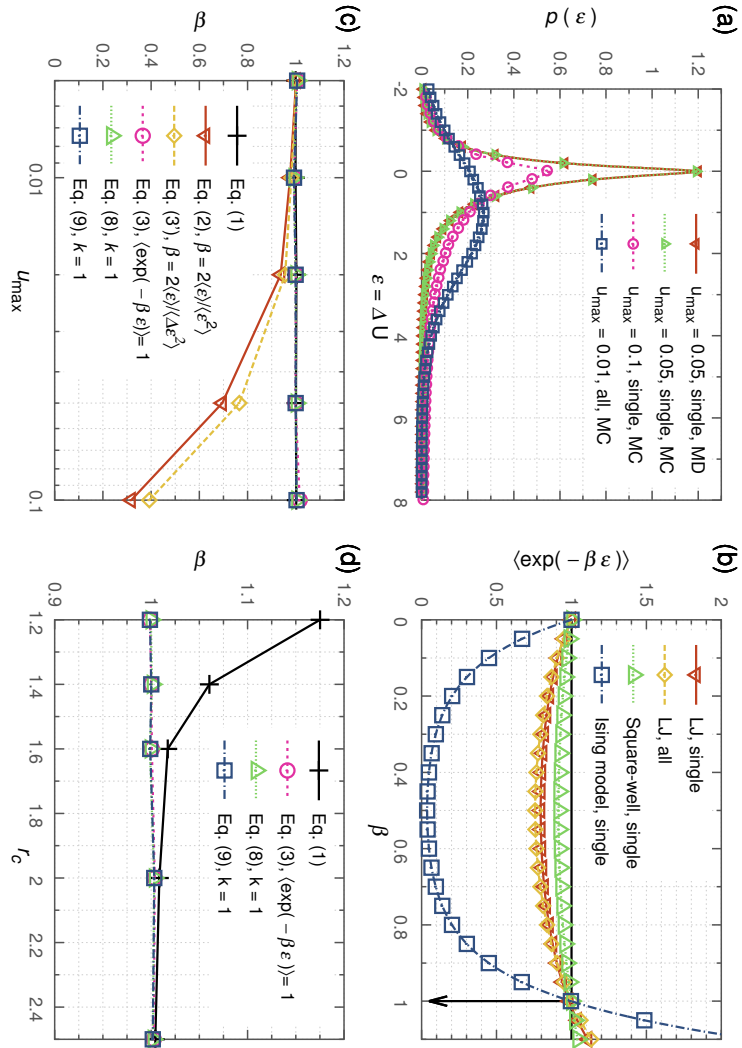 (a)
p ( ε )
0
0.2
0.4
0.6
0.8
1
1.2
-2
0
2
4
6
8
ε = Δ U
u_max = 0.05, single, MD
u_max = 0.05, single, MC
u_max = 0.1, single, MC
u_max = 0.01, all, MC
(b)
⟨exp( − β ε )⟩
0
0.5
1
1.5
2
0
0.2
0.4
0.6
0.8
1
β
LJ, single
LJ, all
Square-well, single
Ising model, single
(c)
β
0
0.2
0.4
0.6
0.8
1
1.2
0.01
0.1
u_max
Eq. (1)
Eq. (2), β = 2⟨ε⟩/⟨ε²⟩
Eq. (3'), β = 2⟨ε⟩/⟨Δε²⟩
Eq. (3), ⟨exp( − β ε )⟩= 1
Eq. (8), k = 1
Eq. (9), k = 1
(d)
β
0.9
1
1.1
1.2
1.2
1.4
1.6
1.8
2
2.2
2.4
r_c
Eq. (1)
Eq. (3), ⟨exp( − β ε )⟩= 1
Eq. (8), k = 1
Eq. (9), k = 1